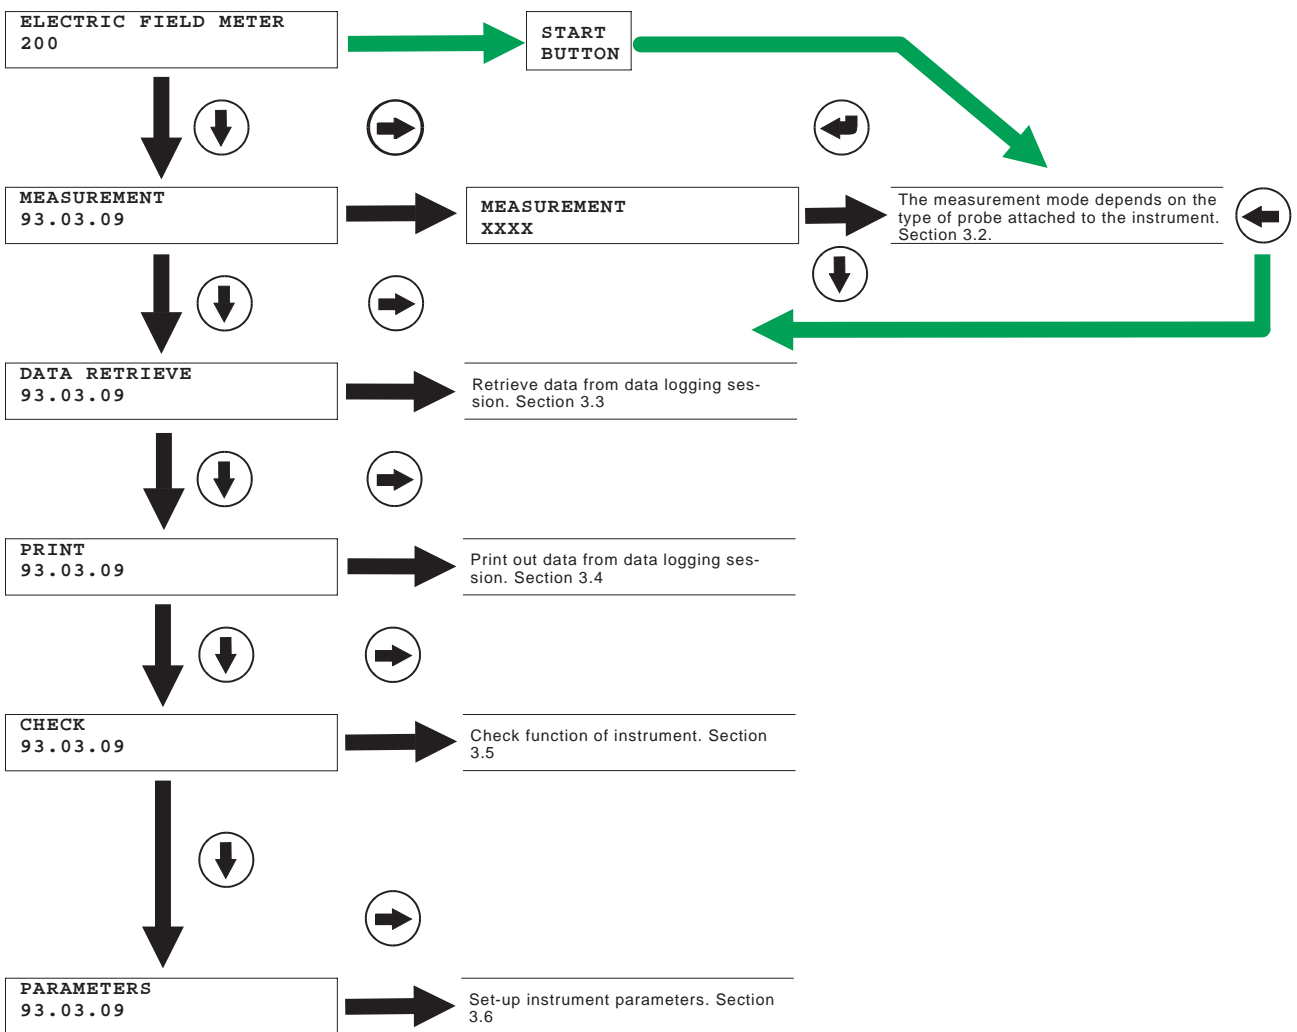 ELECTRIC FIELD METER
200
START
BUTTON
MEASUREMENT
93.03.09
MEASUREMENT
XXXX
The measurement mode depends on the
type of probe attached to the instrument.
Section 3.2.
DATA RETRIEVE
93.03.09
Retrieve data from data logging ses-
sion. Section 3.3
PRINT
93.03.09
Print out data from data logging ses-
sion. Section 3.4
CHECK
93.03.09
Check function of instrument. Section
3.5
PARAMETERS
93.03.09
Set-up instrument parameters. Section
3.6